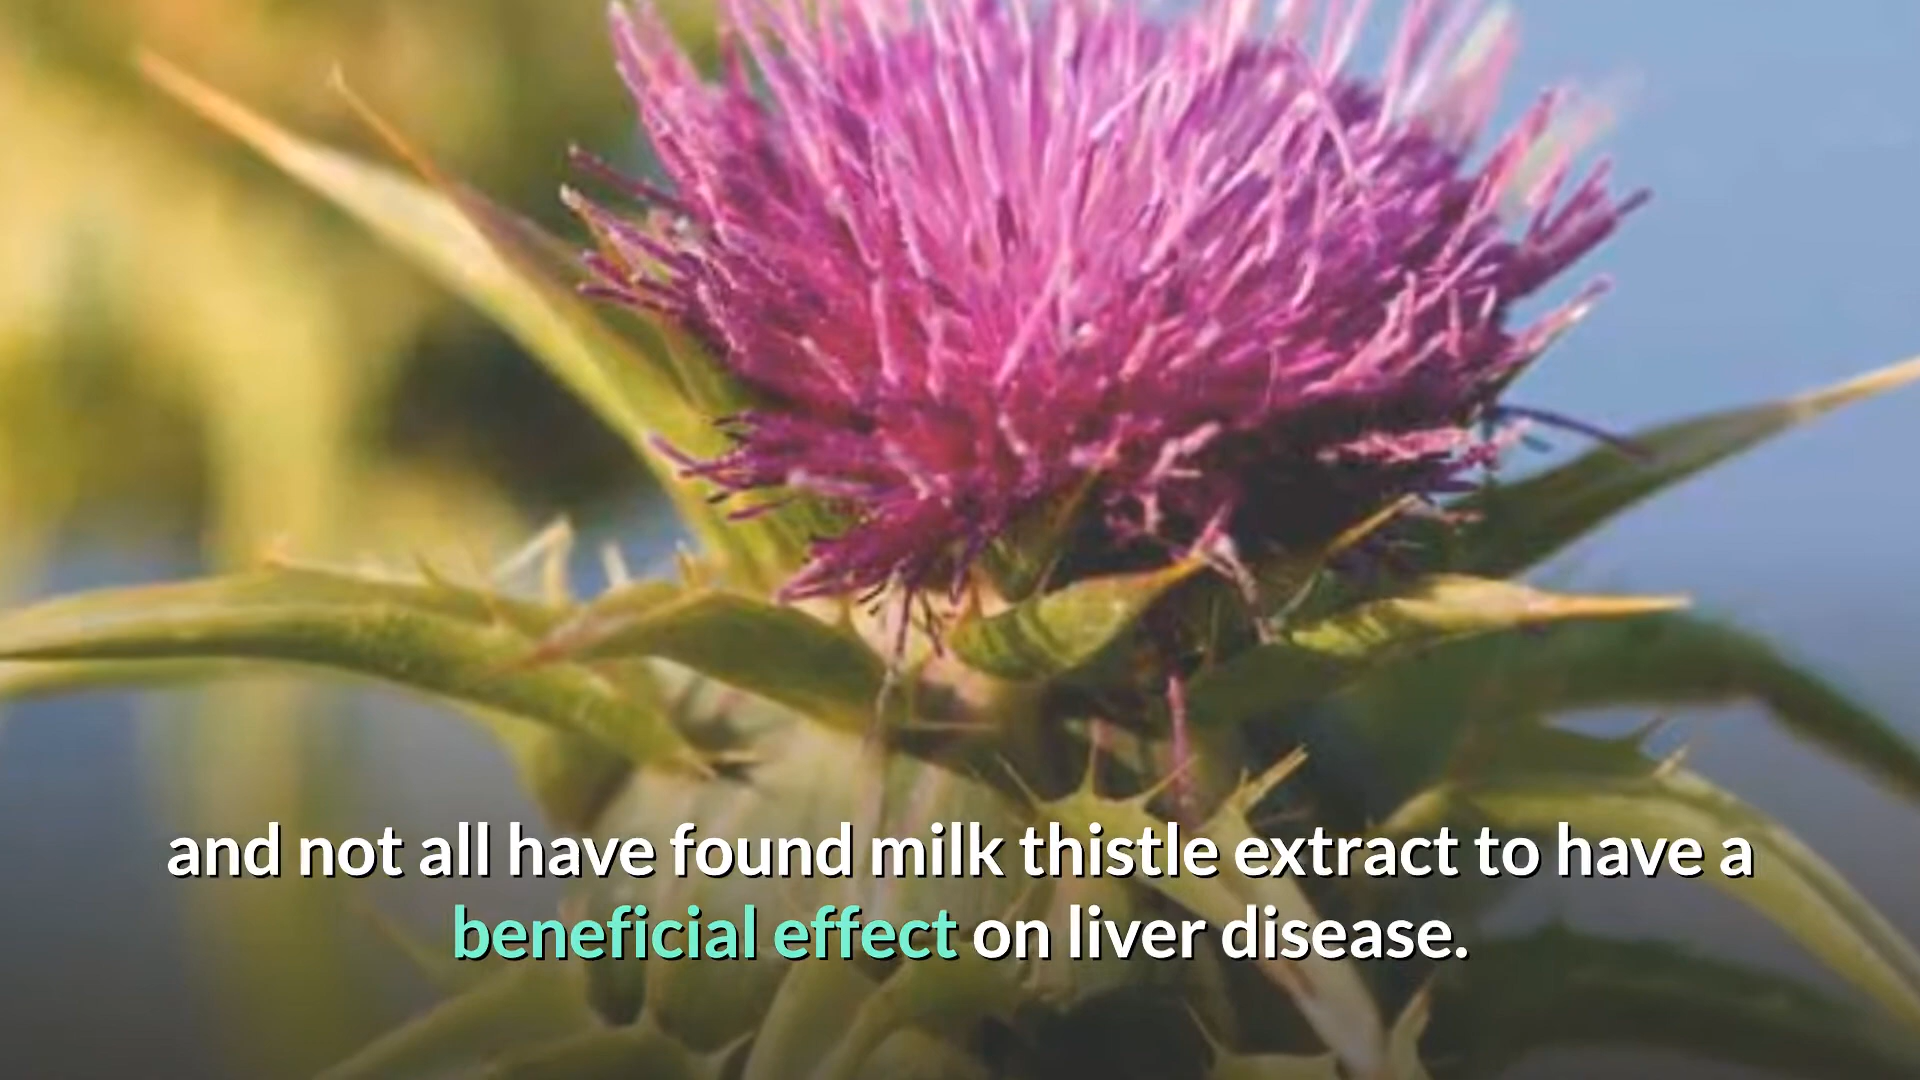 and not all have found milk thistle extract to have a
beneficial effect on liver disease.